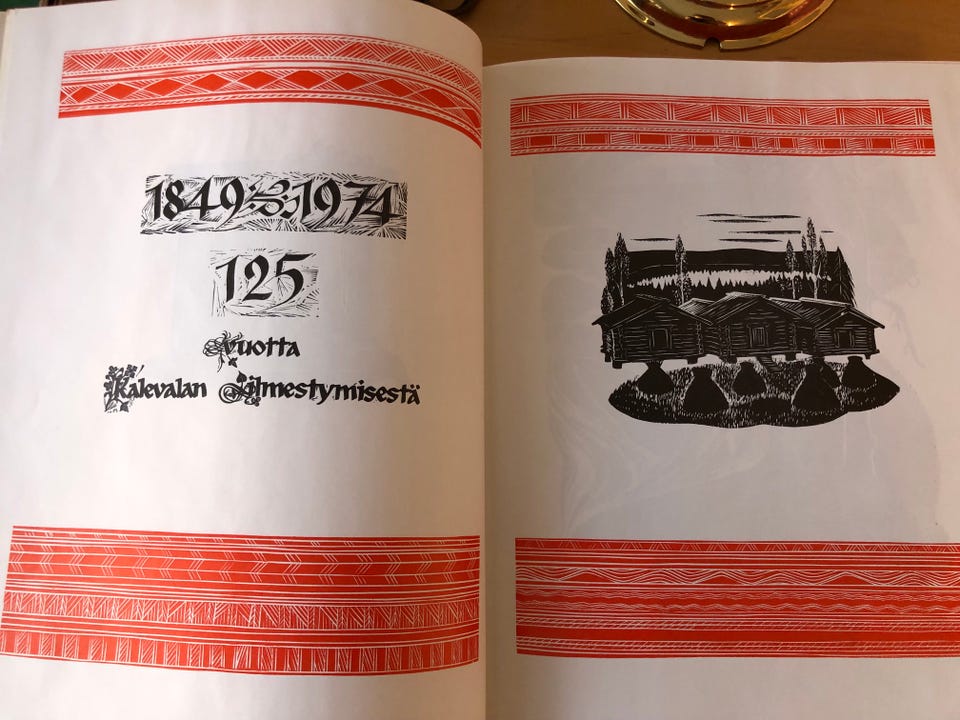 1849 1974
125
vuotta
Kalevalan Ilmestymisestä